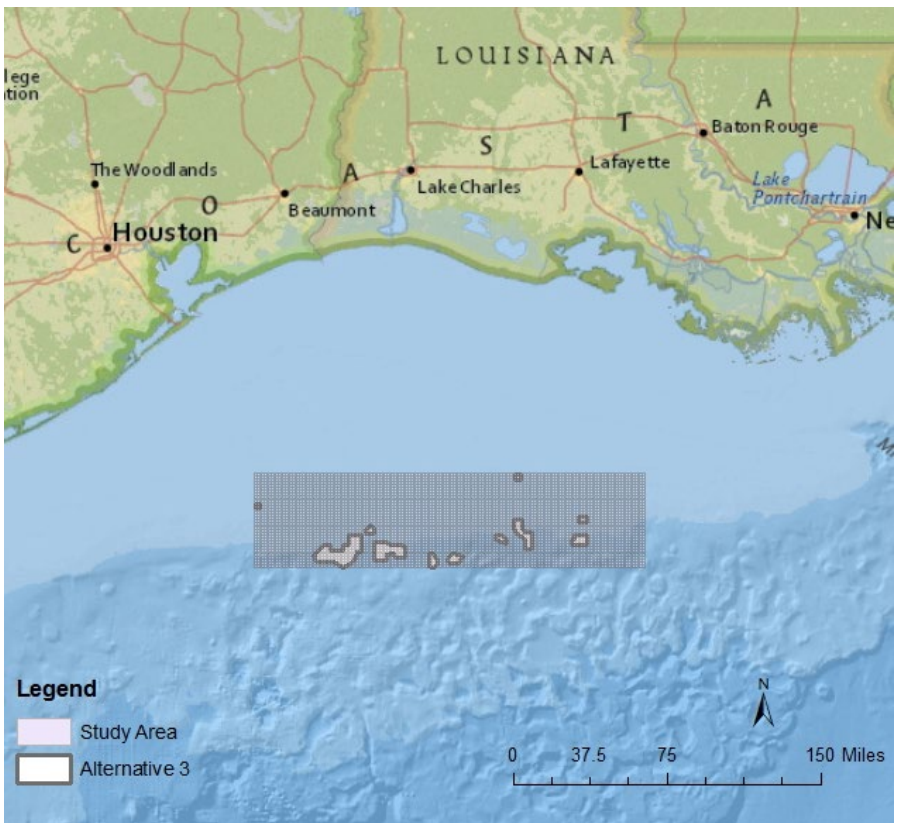 LOUISIANA
lege
tion
A
T
Baton Rouge
S
The Woodlands
A
Lafayette
Lake Charles
Lake
Pontchartrain
O
Beaumont
Ne
C
Houston
Legend
Study Area
Alternative 3
N
0 37.5 75 150 Miles